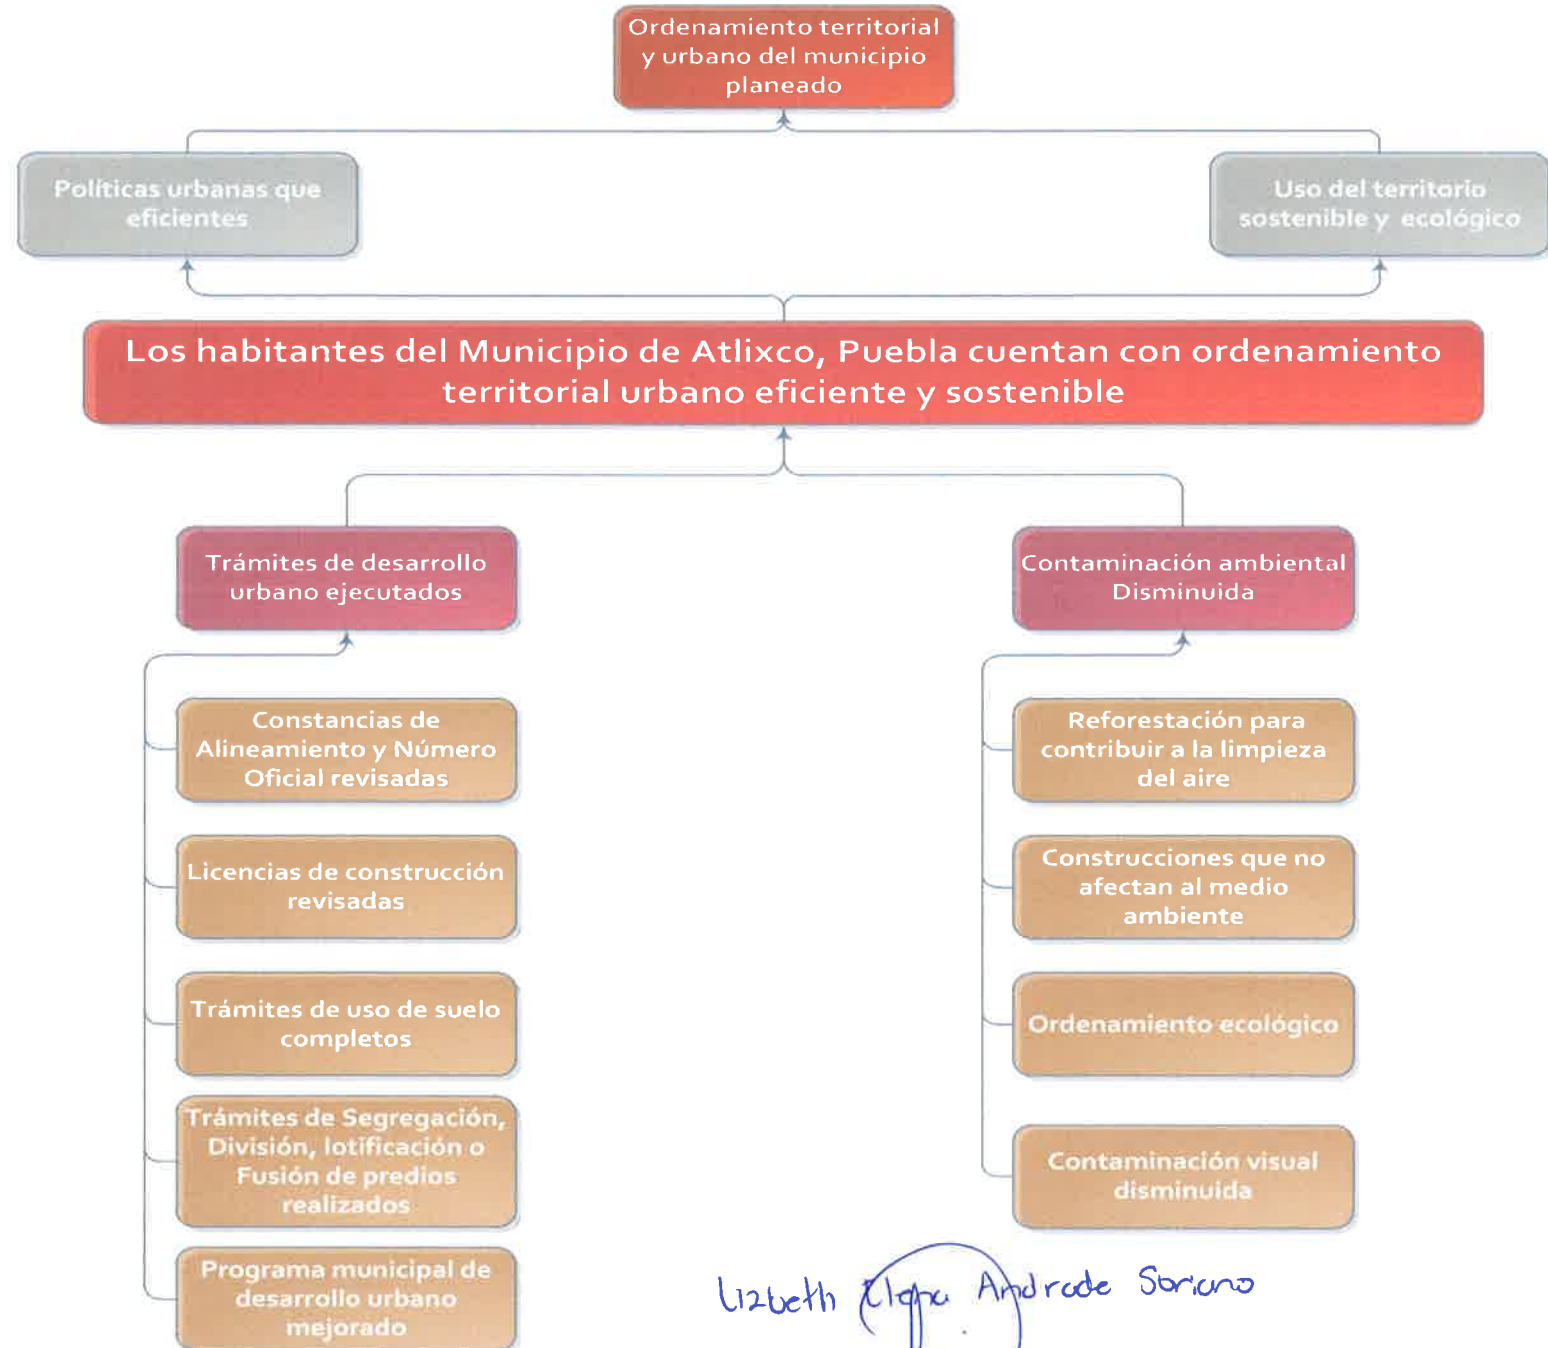 Ordenamiento territorial
y urbano del municipio
planeado
Políticas urbanas que
eficientes
Uso del territorio
sostenible y ecológico
Los habitantes del Municipio de Atlixco, Puebla cuentan con ordenamiento
territorial urbano eficiente y sostenible
Trámites de desarrollo
urbano ejecutados
Contaminación ambiental
Disminuida
Constancias de
Alineamiento y Número
Oficial revisadas
Licencias de construcción
revisadas
Trámites de uso de suelo
completos
Trámites de Segregación,
División, lotificación o
Fusión de predios
realizados
Programa municipal de
desarrollo urbano
mejorado
Reforestación para
contribuir a la limpieza
del aire
Construcciones que no
afectan al medio
ambiente
Ordenamiento ecológico
Contaminación visual
disminuida
Lizbeth Elena Andrade Soriano